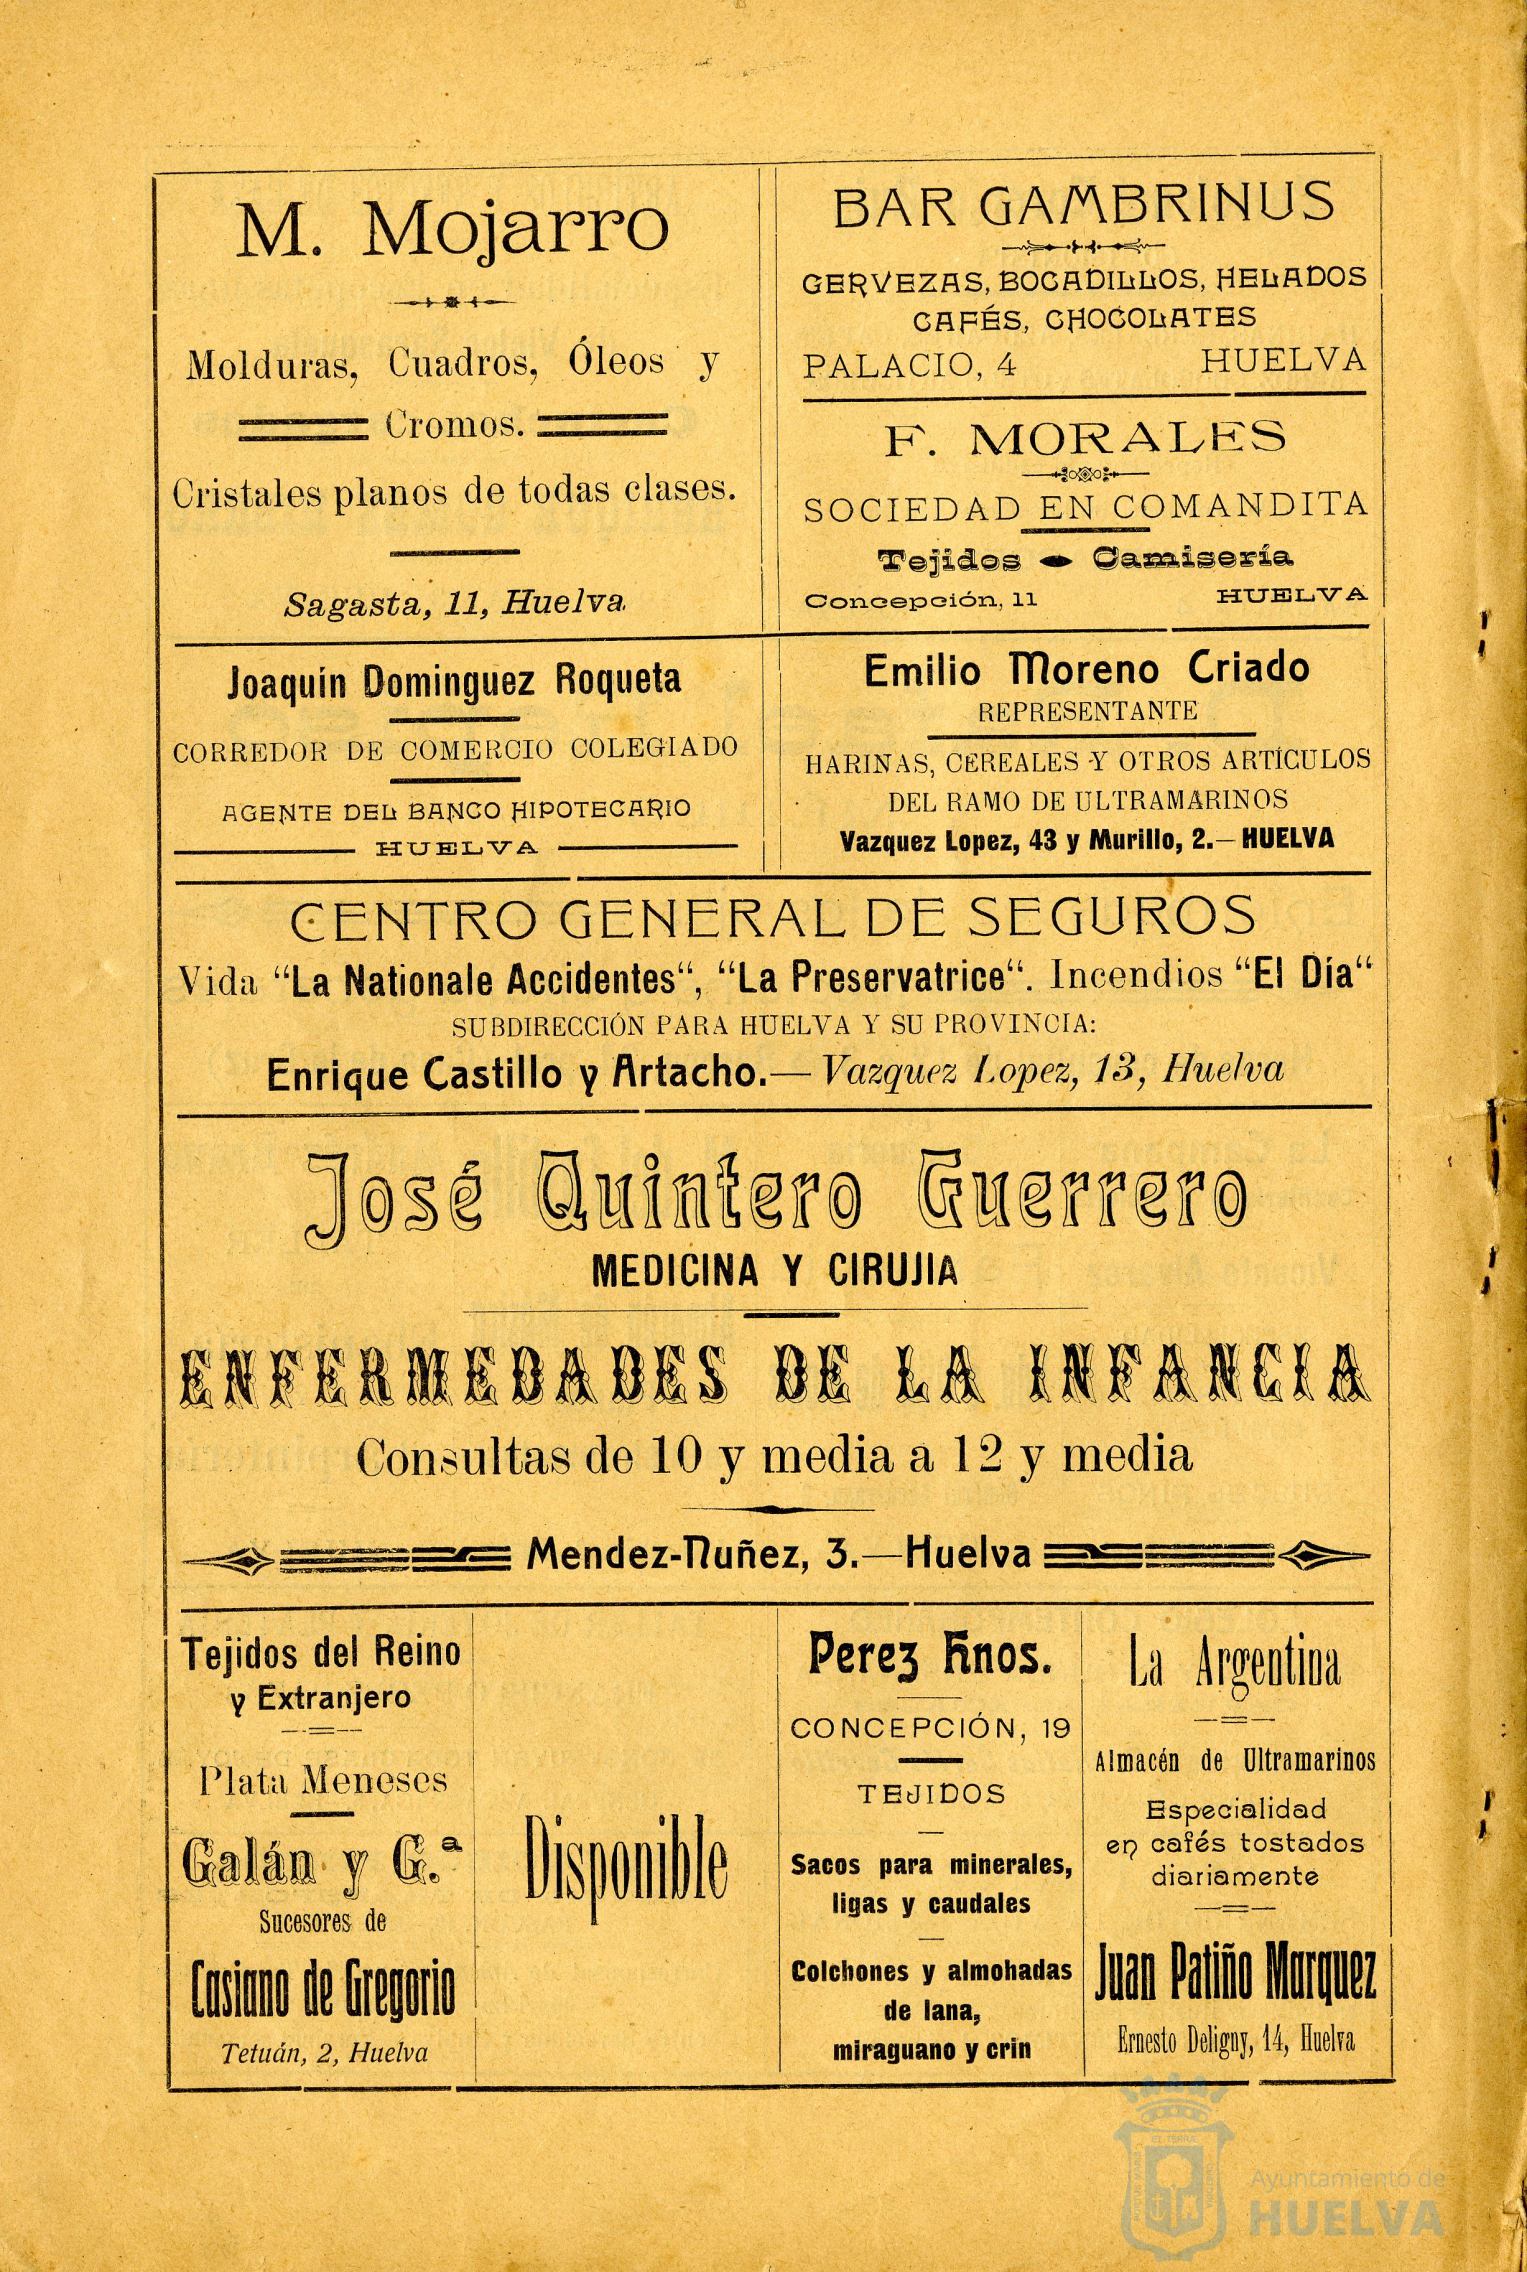 M. Mojarro
Molduras, Cuadros, Óleos y
Cromos.
Cristales planos de todas clases.
Sagasta, 11, Huelva.
BAR GAMBRINUS
CERVEZAS, BOCADILLOS, HELADOS
CAFÉS, CHOCOLATES
PALACIO, 4 HUELVA
F. MORALES
SOCIEDAD EN COMANDITA
Tejidos Camisería
Concepción, 11 HUELVA
Joaquín Dominguez Roqueta
CORREDOR DE COMERCIO COLEGIADO
AGENTE DEL BANCO HIPOTECARIO
HUELVA
Emilio Moreno Criado
REPRESENTANTE
HARINAS, CEREALES Y OTROS ARTÍCULOS
DEL RAMO DE ULTRAMARINOS
Vazquez Lopez, 43 y Murillo, 2.—HUELVA
CENTRO GENERAL DE SEGUROS
Vida “La Nationale Accidentes“, “La Preservatrice“. Incendios “El Día“
SUBDIRECCIÓN PARA HUELVA Y SU PROVINCIA:
Enrique Castillo y Artacho.—Vazquez Lopez, 13, Huelva
José Quintero Guerrero
MEDICINA Y CIRUJIA
ENFERMEDADES DE LA INFANCIA
Consultas de 10 y media a 12 y media
Mendez-Nuñez, 3.—Huelva
Tejidos del Reino
y Extranjero
Plata Meneses
Galán y C.ª
Sucesores de
Casiano de Gregorio
Tetuán, 2, Huelva
Disponible
Perez Hnos.
CONCEPCIÓN, 19
TEJIDOS
Sacos para minerales,
ligas y caudales
Colchones y almohadas
de lana,
miraguano y crin
La Argentina
Almacén de Ultramarinos
Especialidad
en cafés tostados
diariamente
Juan Patiño Marquez
Ernesto Deligny, 14, Huelva
Ayuntamiento de
HUELVA